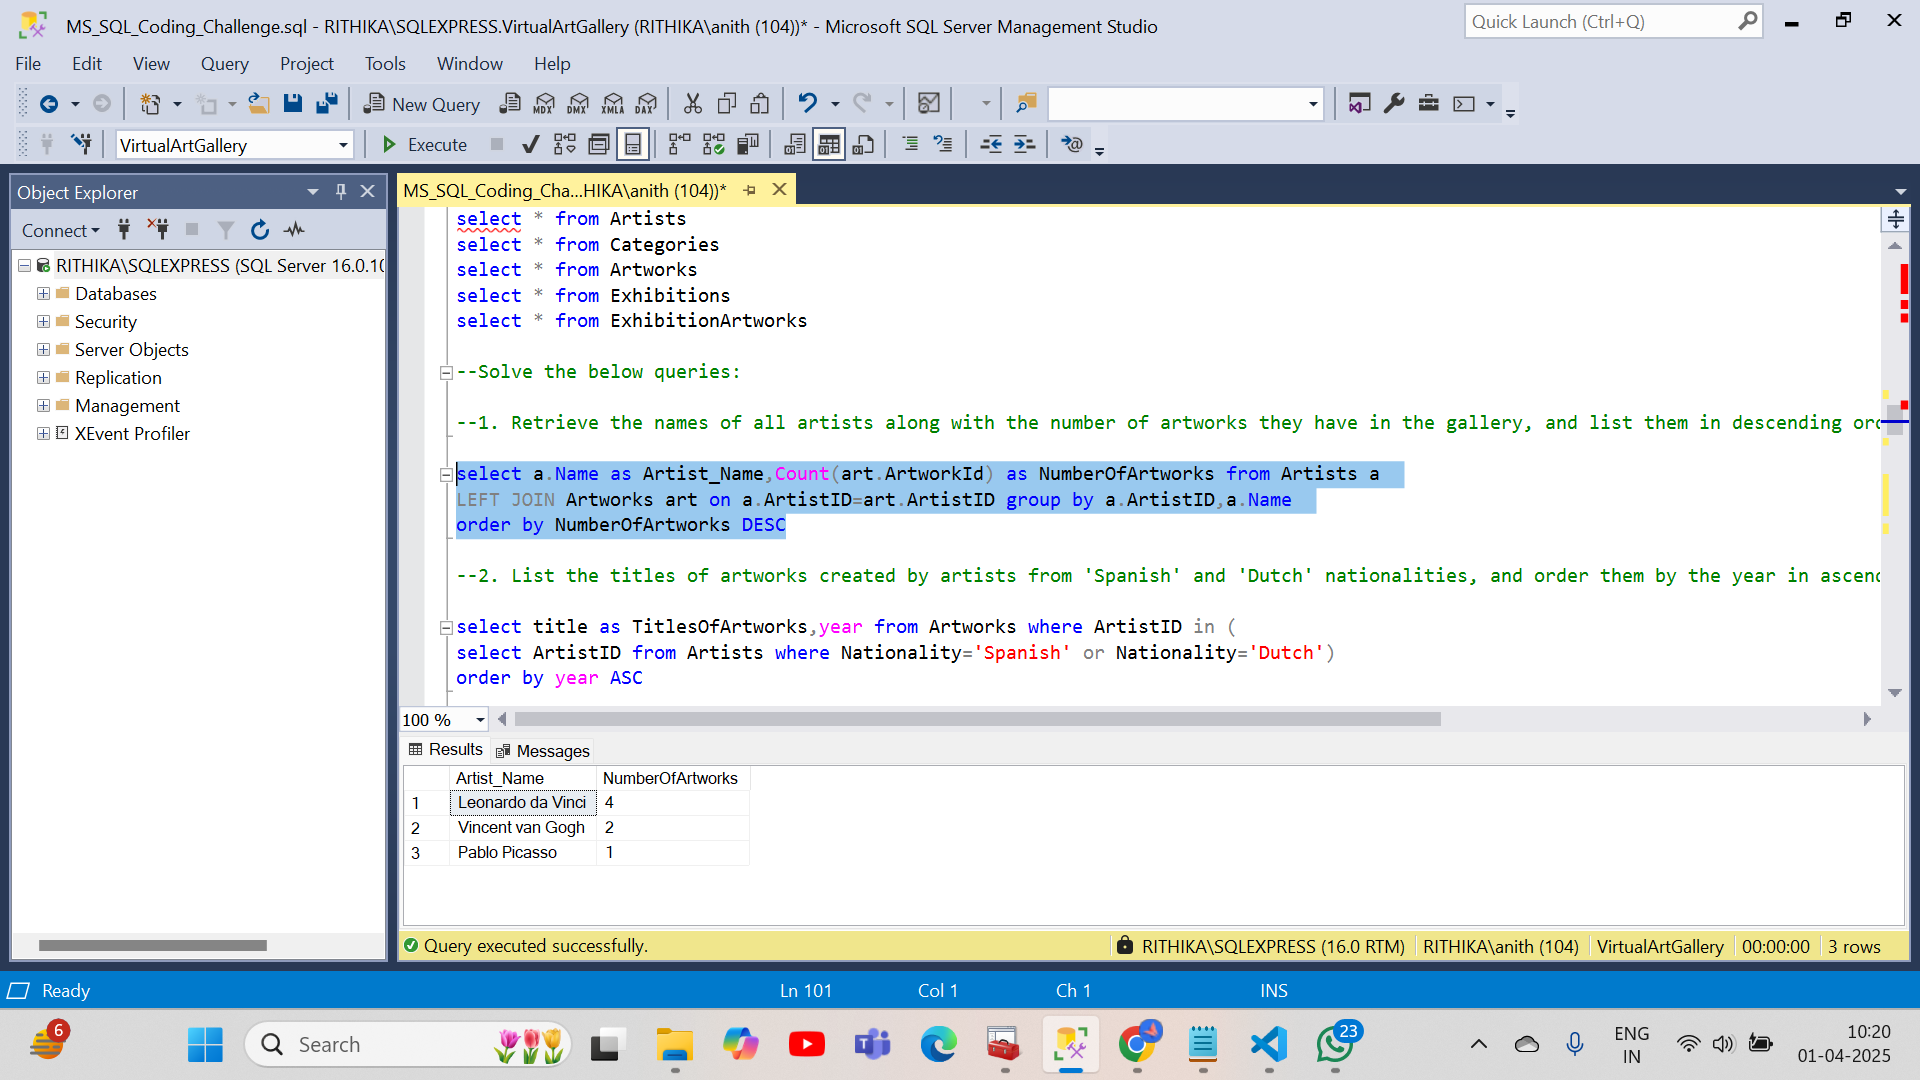 MS_SQL_Coding_Challenge.sql - RITHIKA\SQLEXPRESS.VirtualArtGallery (RITHIKA\anith (104))* - Microsoft SQL Server Management Studio
Quick Launch (Ctrl+Q)
File Edit View Query Project Tools Window Help
New Query
MDX DMX XMLA DAX
VirtualArtGallery
Execute
Object Explorer
Connect
RITHIKA\SQLEXPRESS (SQL Server 16.0.10
Databases
Security
Server Objects
Replication
Management
XEvent Profiler
MS_SQL_Coding_Cha...HIKA\anith (104))*
select * from Artists
select * from Categories
select * from Artworks
select * from Exhibitions
select * from ExhibitionArtworks
--Solve the below queries:
--1. Retrieve the names of all artists along with the number of artworks they have in the gallery, and list them in descending ord
select a.Name as Artist_Name,Count(art.ArtworkId) as NumberOfArtworks from Artists a
LEFT JOIN Artworks art on a.ArtistID=art.ArtistID group by a.ArtistID,a.Name
order by NumberOfArtworks DESC
--2. List the titles of artworks created by artists from 'Spanish' and 'Dutch' nationalities, and order them by the year in ascend
select title as TitlesOfArtworks,year from Artworks where ArtistID in (
select ArtistID from Artists where Nationality='Spanish' or Nationality='Dutch')
order by year ASC
100 %
Results Messages
Artist_Name NumberOfArtworks
1 Leonardo da Vinci 4
2 Vincent van Gogh 2
3 Pablo Picasso 1
Query executed successfully.
RITHIKA\SQLEXPRESS (16.0 RTM) RITHIKA\anith (104) VirtualArtGallery 00:00:00 3 rows
Ready
Ln 101 Col 1 Ch 1 INS
6
Search
23
ENG
IN
10:20
01-04-2025